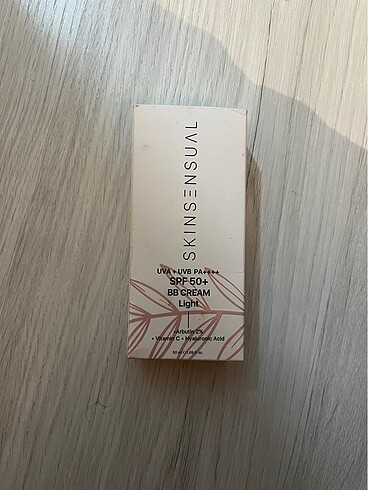 SKINSENSUAL
UVA + UVB PA++++
SPF 50+
BB CREAM
Light
+Arbutin 2%
+ Vitamin C + Hyaluronic Acid